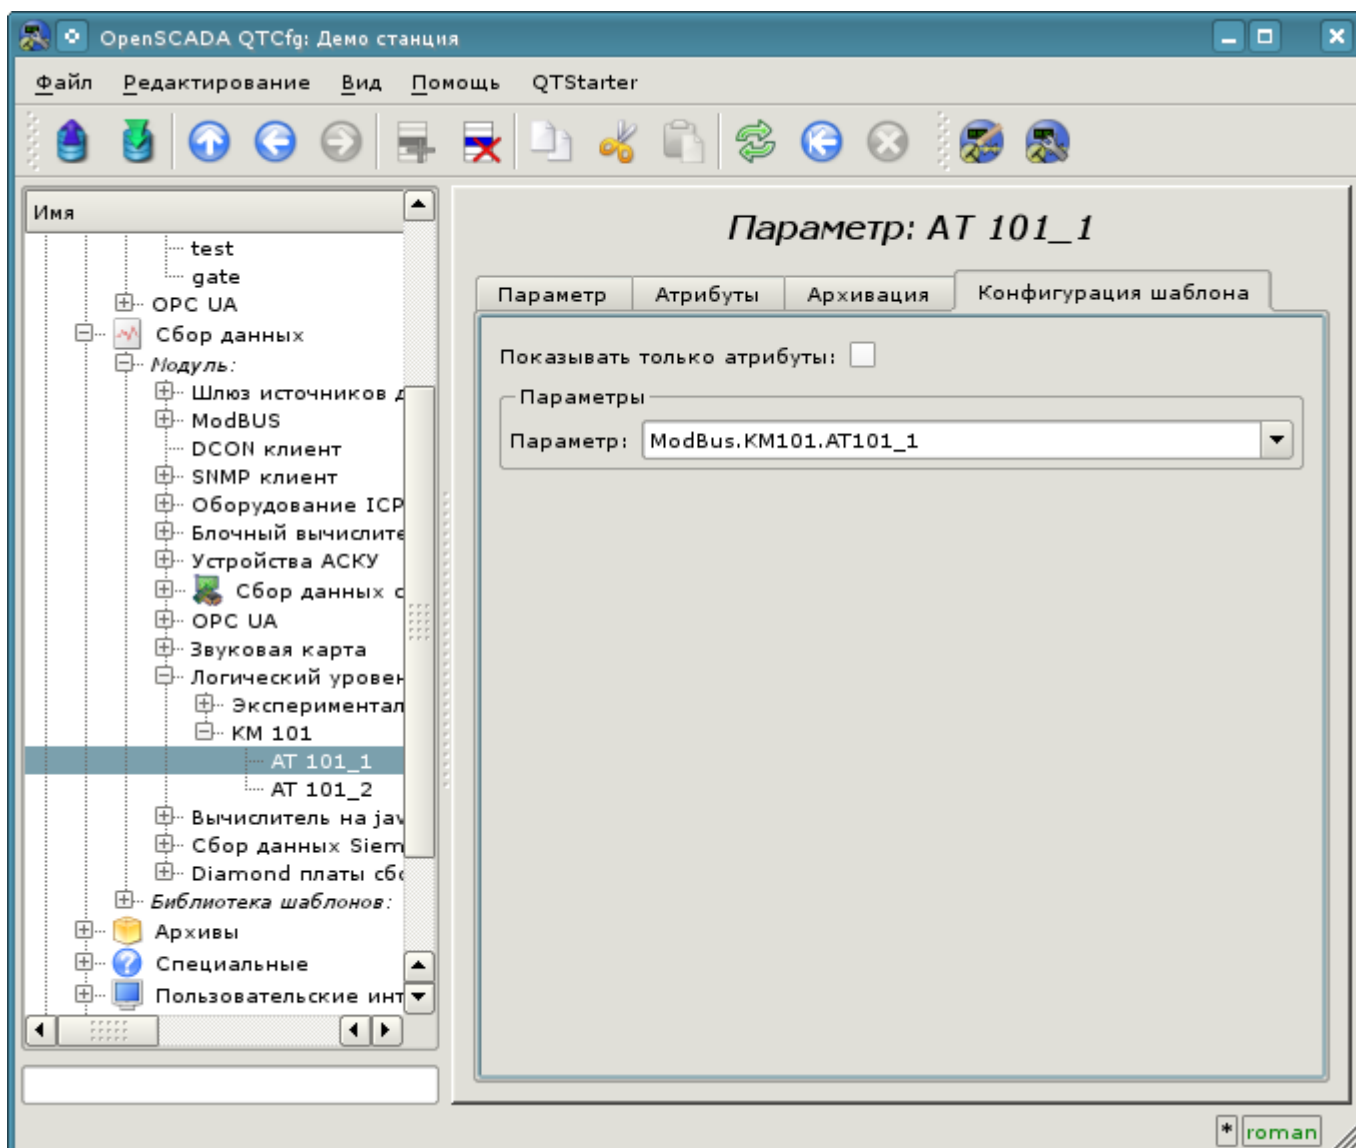 OpenSCADA QTCfg: Демо станция
Файл Редактирование Вид Помощь QTStarter
Имя
test
gate
OPC UA
Сбор данных
Модуль:
Шлюз источников д
ModBUS
DCON клиент
SNMP клиент
Оборудование ICP
Блочный вычислите
Устройства АСКУ
Сбор данных с
OPC UA
Звуковая карта
Логический уровен
Экспериментал
КМ 101
AT 101_1
AT 101_2
Вычислитель на jav
Сбор данных Siem
Diamond платы сбо
Библиотека шаблонов:
Архивы
Специальные
Пользовательские инт
Параметр: AT 101_1
Параметр Атрибуты Архивация Конфигурация шаблона
Показывать только атрибуты:
Параметры
Параметр: ModBus.KM101.AT101_1
* roman